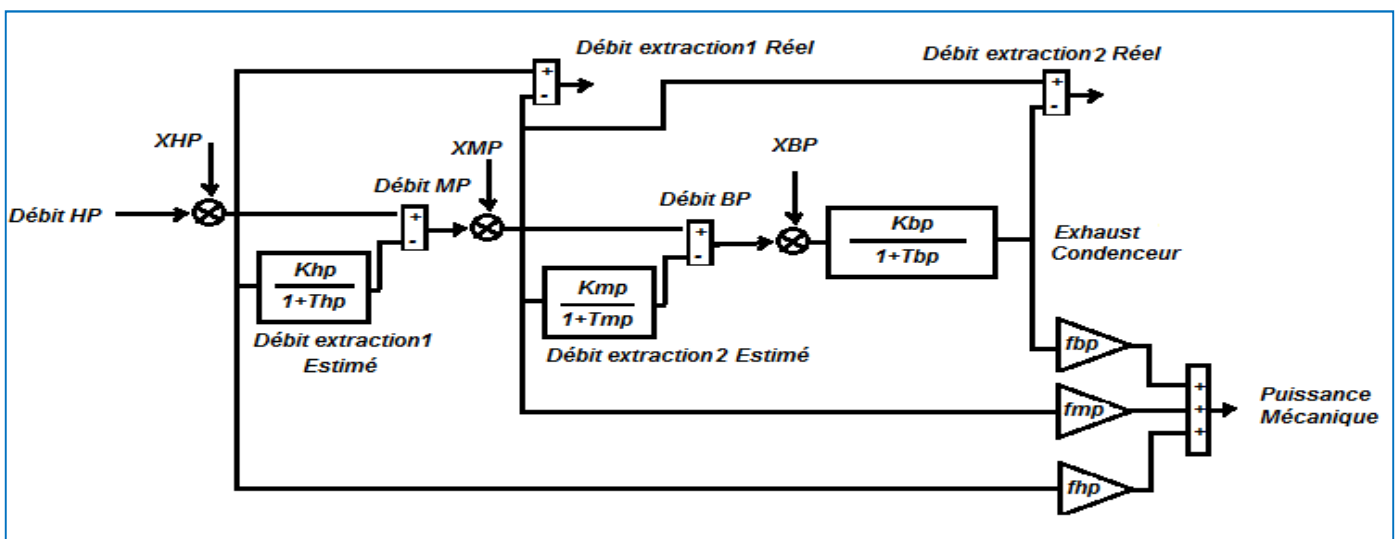 Débit extraction1 Réel
Débit extraction2 Réel
+
-
+
-
XHP
XMP
XBP
Débit MP
Débit BP
Débit HP
+
-
+
-
Kbp
1+Tbp
Exhaust
Condenceur
Khp
1+Thp
Kmp
1+Tmp
Débit extraction1
Estimé
Débit extraction2 Estimé
fbp
fmp
fhp
+
+
+
Puissance
Mécanique